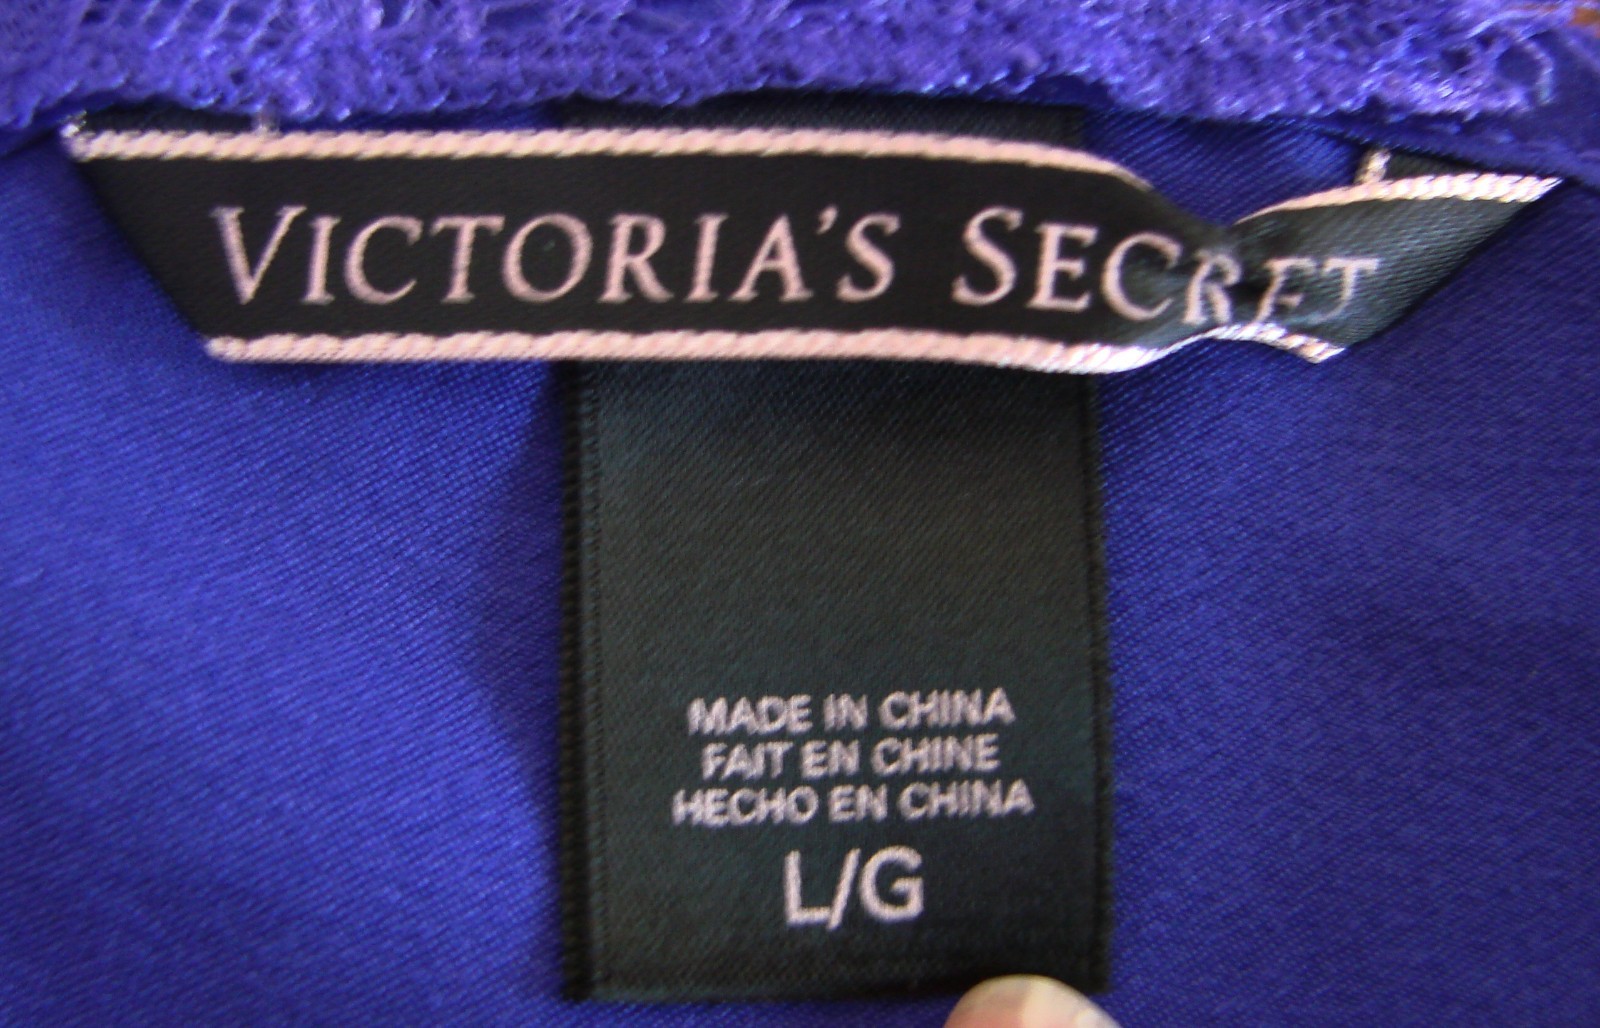 VICTORIA'S SECRET
MADE IN CHINA
FAIT EN CHINE
HECHO EN CHINA
L/G